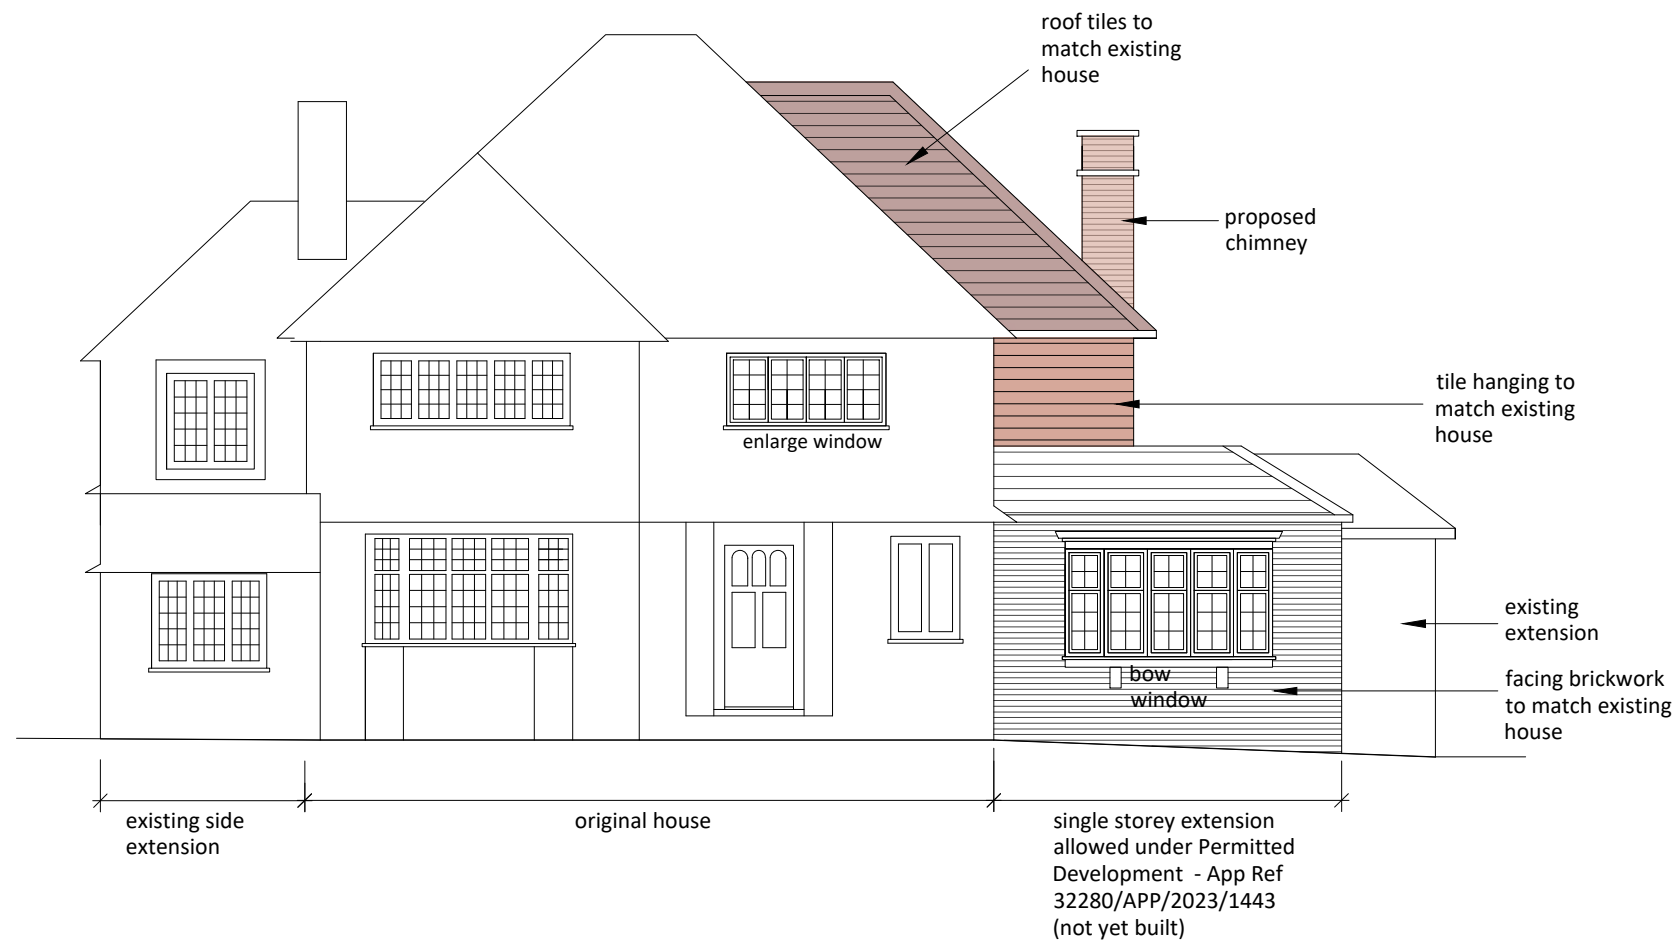 roof tiles to
match existing
house
proposed
chimney
tile hanging to
match existing
house
enlarge window
existing
extension
bow
window
facing brickwork
to match existing
house
existing side
extension
original house
single storey extension
allowed under Permitted
Development - App Ref
32280/APP/2023/1443
(not yet built)